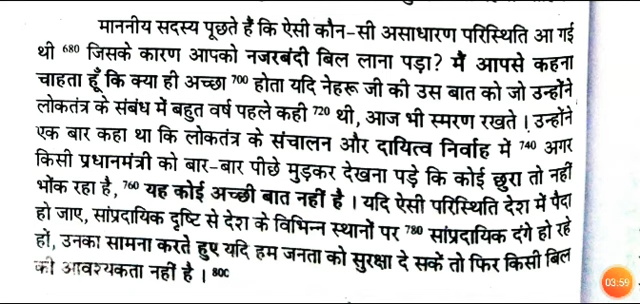 माननीय सदस्य पूछते हैं कि ऐसी कौन-सी असाधारण परिस्थिति आ गई
थी 680 जिसके कारण आपको नजरबंदी बिल लाना पड़ा? मैं आपसे कहना
चाहता हूँ कि क्या ही अच्छा 700 होता यदि नेहरू जी की उस बात को जो उन्होंने
लोकतंत्र के संबंध में बहुत वर्ष पहले कही 720 थी, आज भी स्मरण रखते। उन्होंने
एक बार कहा था कि लोकतंत्र के संचालन और दायित्व निर्वाह में 740 अगर
किसी प्रधानमंत्री को बार-बार पीछे मुड़कर देखना पड़े कि कोई छुरा तो नहीं
भोंक रहा है, 760 यह कोई अच्छी बात नहीं है। यदि ऐसी परिस्थिति देश में पैदा
हो जाए, सांप्रदायिक दृष्टि से देश के विभिन्न स्थानों पर 780 सांप्रदायिक दंगे हो रहे
हों, उनका सामना करते हुए यदि हम जनता को सुरक्षा दे सकें तो फिर किसी बिल
की आवश्यकता नहीं है। 800
03:59